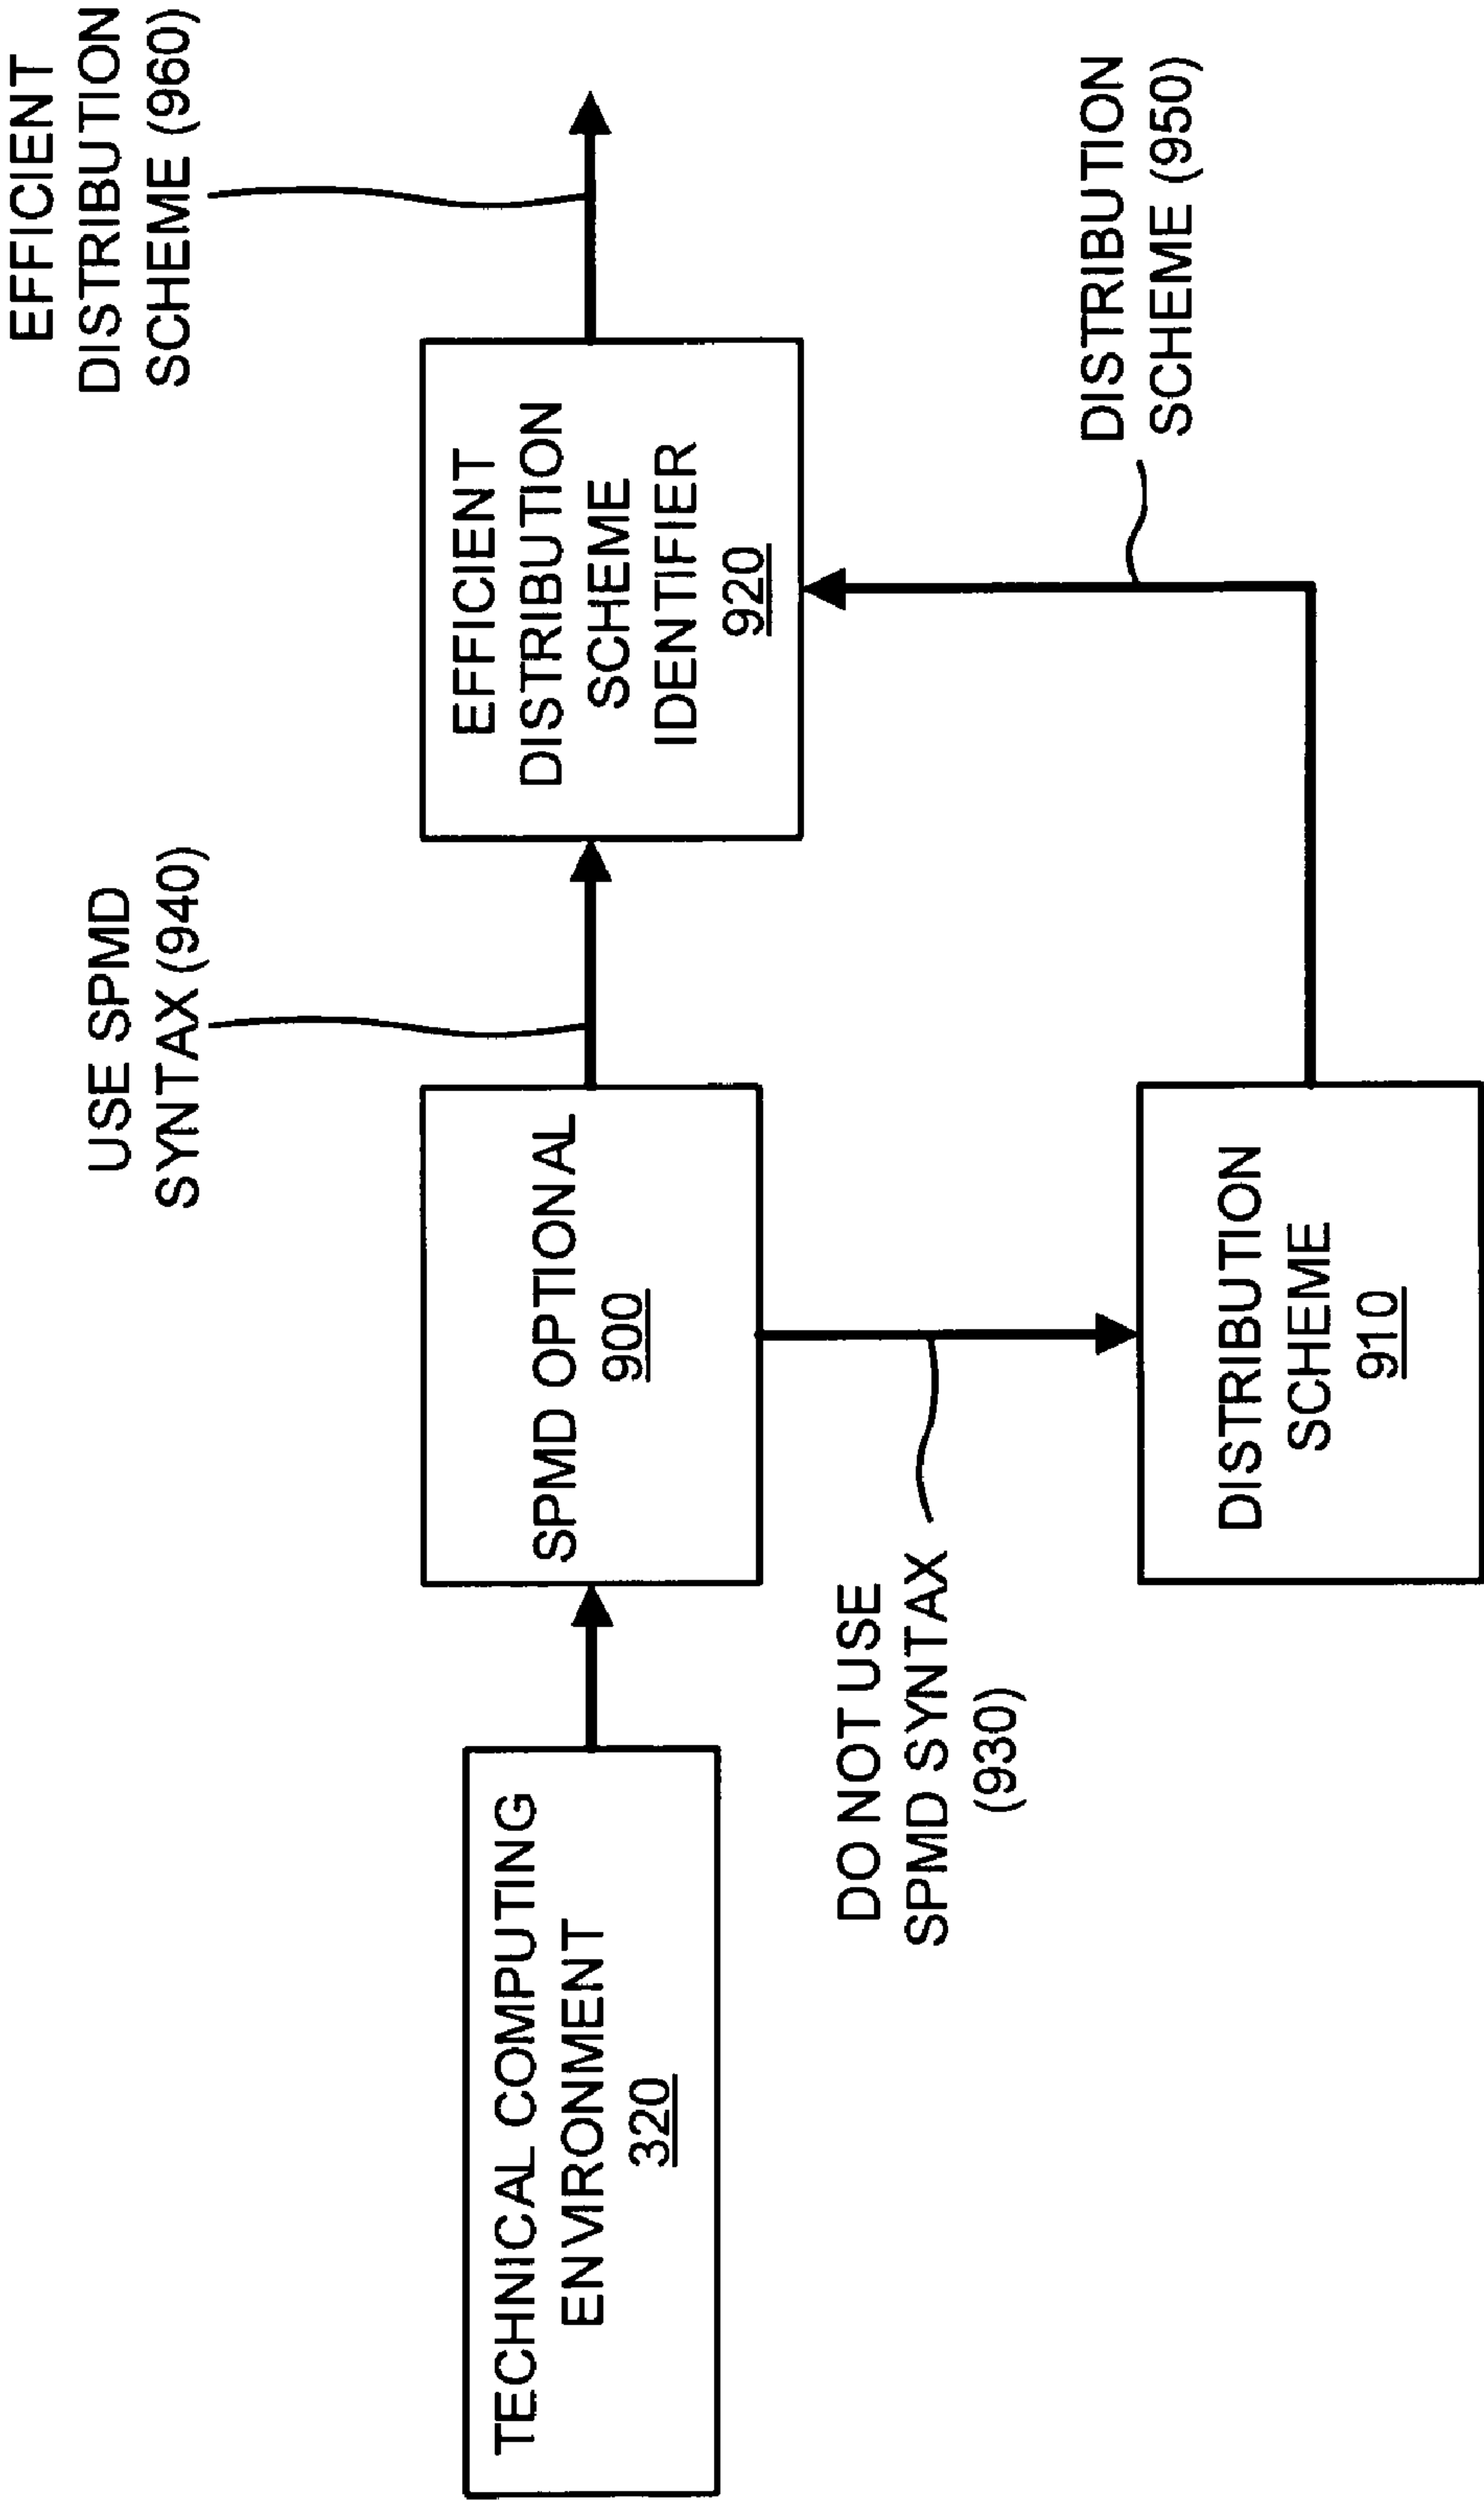 TECHNICAL COMPUTING
ENVIRONMENT
320
SPMD OPTIONAL
900
USE SPMD
SYNTAX (940)
EFFICIENT
DISTRIBUTION
SCHEME
IDENTIFIER
920
EFFICIENT
DISTRIBUTION
SCHEME (960)
DO NOT USE
SPMD SYNTAX
(930)
DISTRIBUTION
SCHEME
910
DISTRIBUTION
SCHEME (950)